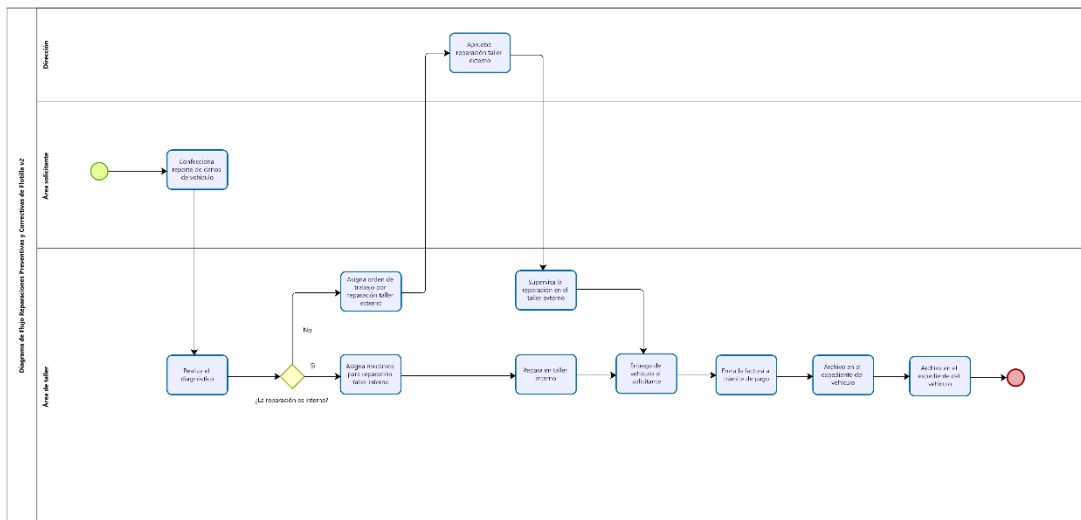 Diagrama de Flujo Reparaciones Preventivas y Correctivas de Flotilla v2
Dirección
Aprueba
reparación taller
externo
Área solicitante
Confecciona
reporte de danos
de vehículo
Área de taller
Asigna orden de
trabajo por
reparación taller
externo
Supervisa la
reparación en el
taller externo
No
Si
Realiza el
diagnóstico
¿La reparación es interna?
Asigna mecánico
para reparación
taller interno
Repara en taller
interno
Entrega de
vehículo al
solicitante
Envía la factura a
trámite de pago
Archivo en el
expediente del
vehículo
Archivo en el
expediente del
vehículo